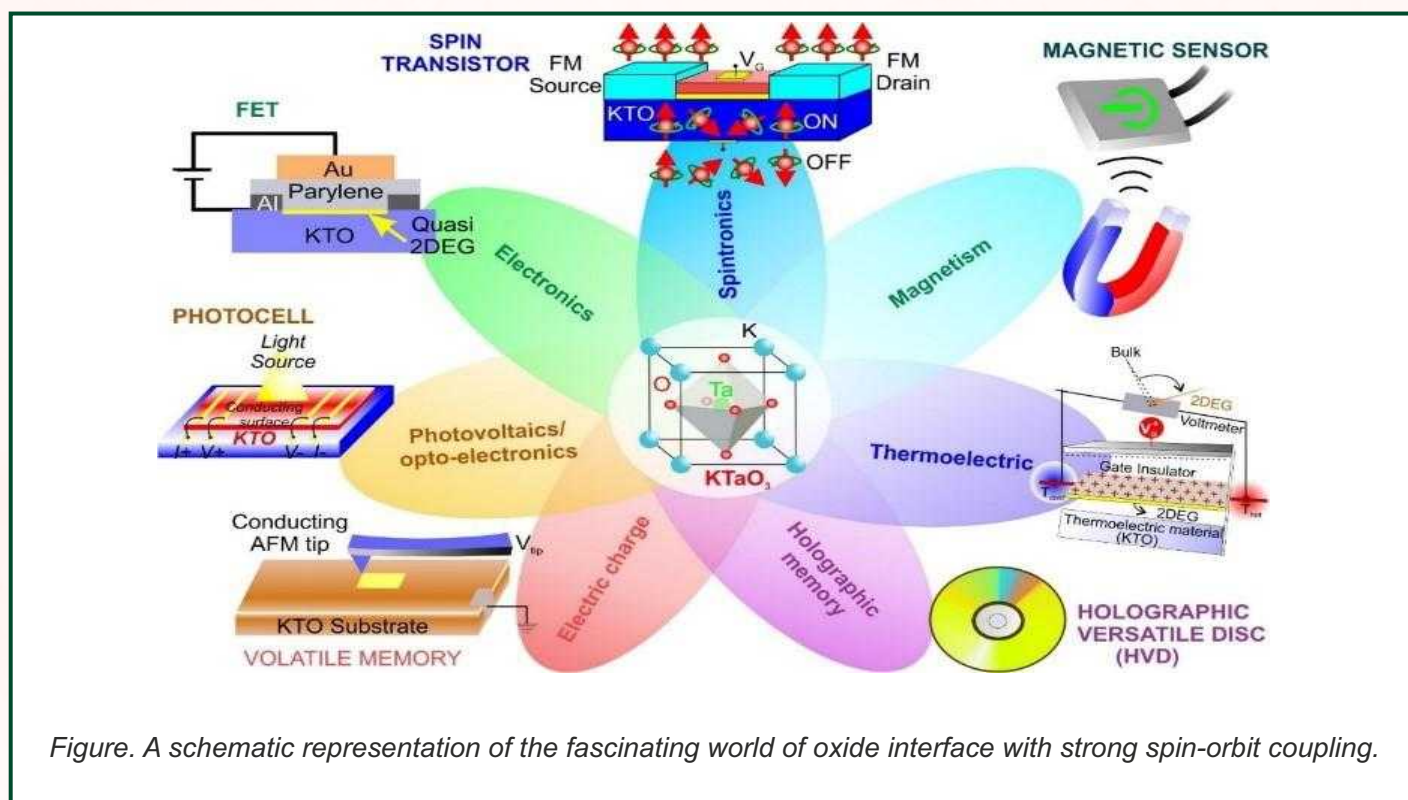 SPIN
TRANSISTOR
FM
Source
V_G
FM
Drain
KTO
ON
OFF
MAGNETIC SENSOR
FET
Au
Parylene
Al
KTO
Quasi
2DEG
Electronics
Spintronics
Magnetism
PHOTOCELL
Light
Source
Conducting
surface
KTO
I+ V+ V- I-
Photovoltaics/
opto-electronics
K
O
Ta
KTaO₃
Thermoelectric
Bulk
2DEG
Voltmeter
Gate Insulator
2DEG
Thermoelectric material
(KTO)
Conducting
AFM tip
KTO Substrate
VOLATILE MEMORY
Electric charge
Holographic
memory
HOLOGRAPHIC
VERSATILE DISC
(HVD)
Figure. A schematic representation of the fascinating world of oxide interface with strong spin-orbit coupling.